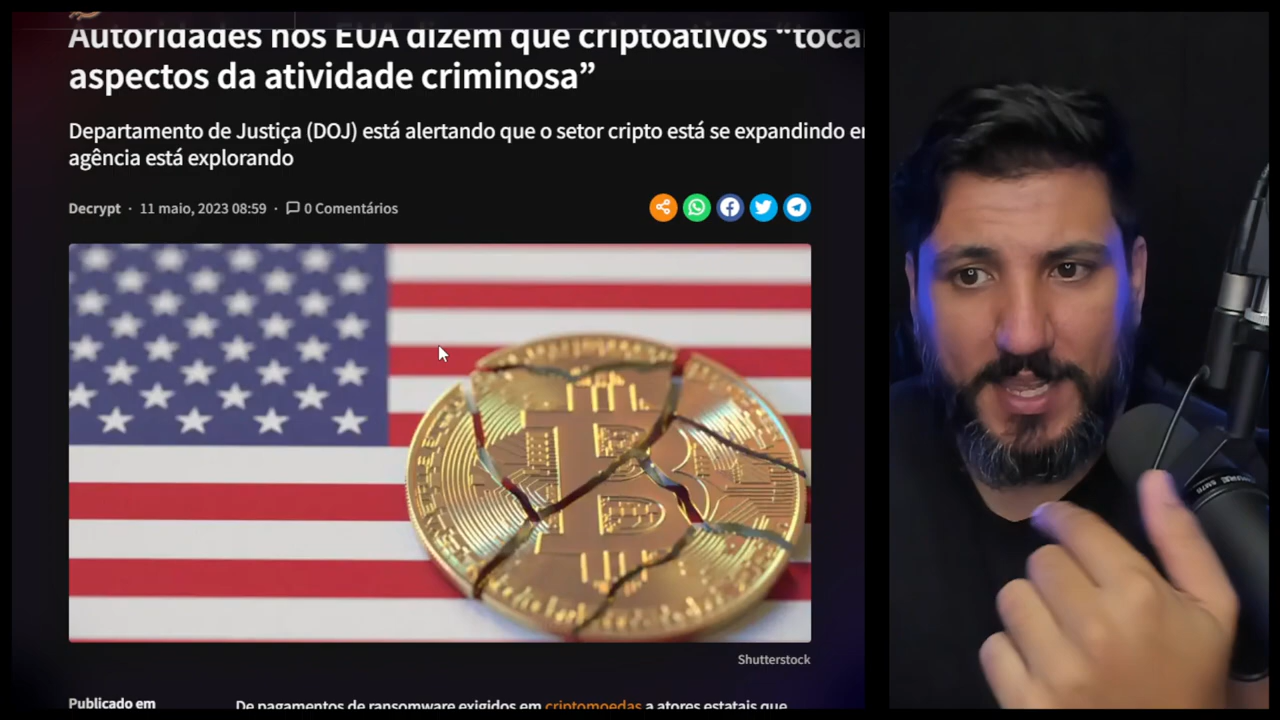 Autoridades nos EUA dizem que criptoativos “toca
aspectos da atividade criminosa”
Departamento de Justiça (DOJ) está alertando que o setor cripto está se expandindo e
agência está explorando
Decrypt · 11 maio, 2023 08:59 · 0 Comentários
Shutterstock
Publicado em
De pagamentos de ransomware exigidos em criptomoedas a atores estatais que